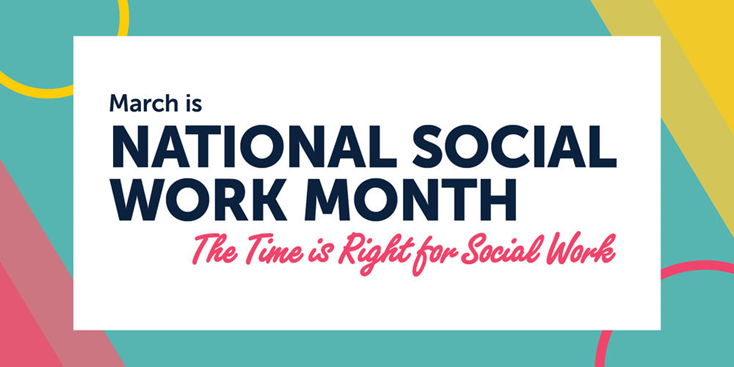 March is
NATIONAL SOCIAL
WORK MONTH
The Time is Right for Social Work